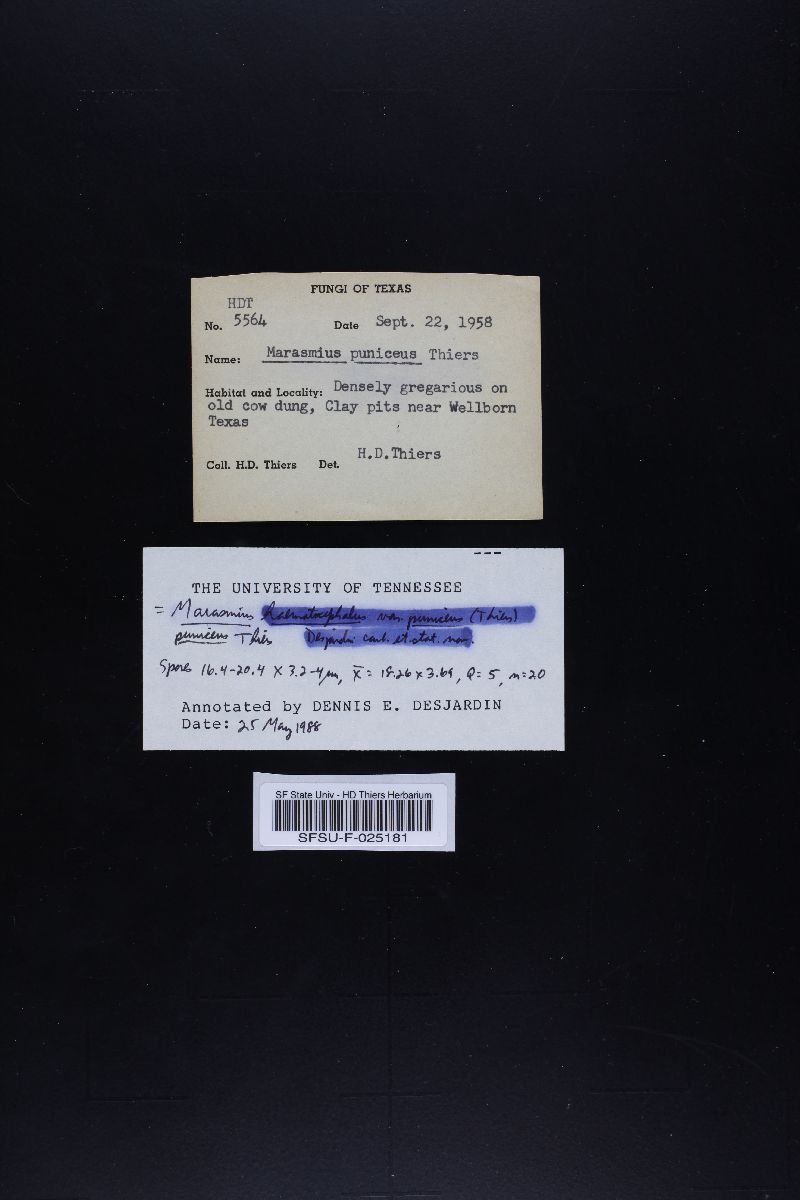 FUNGI OF TEXAS
HDT
No. 5564 Date Sept. 22, 1958
Name: Marasmius puniceus Thiers
Habitat and Locality: Densely gregarious on
old cow dung, Clay pits near Wellborn
Texas
Coll. H.D. Thiers Det. H.D.Thiers
THE UNIVERSITY OF TENNESSEE
= Marasmius haematocephalus var. puniceus (Thiers)
puniceus Thiers Desjardin comb. et stat. nov.
Spores 16.4-20.4 x 3.2-4 µm, x̄ = 18.26 x 3.69, Q = 5, n=20
Annotated by DENNIS E. DESJARDIN
Date: 25 May 1988
SF State Univ - HD Thiers Herbarium
SFSU-F-025181